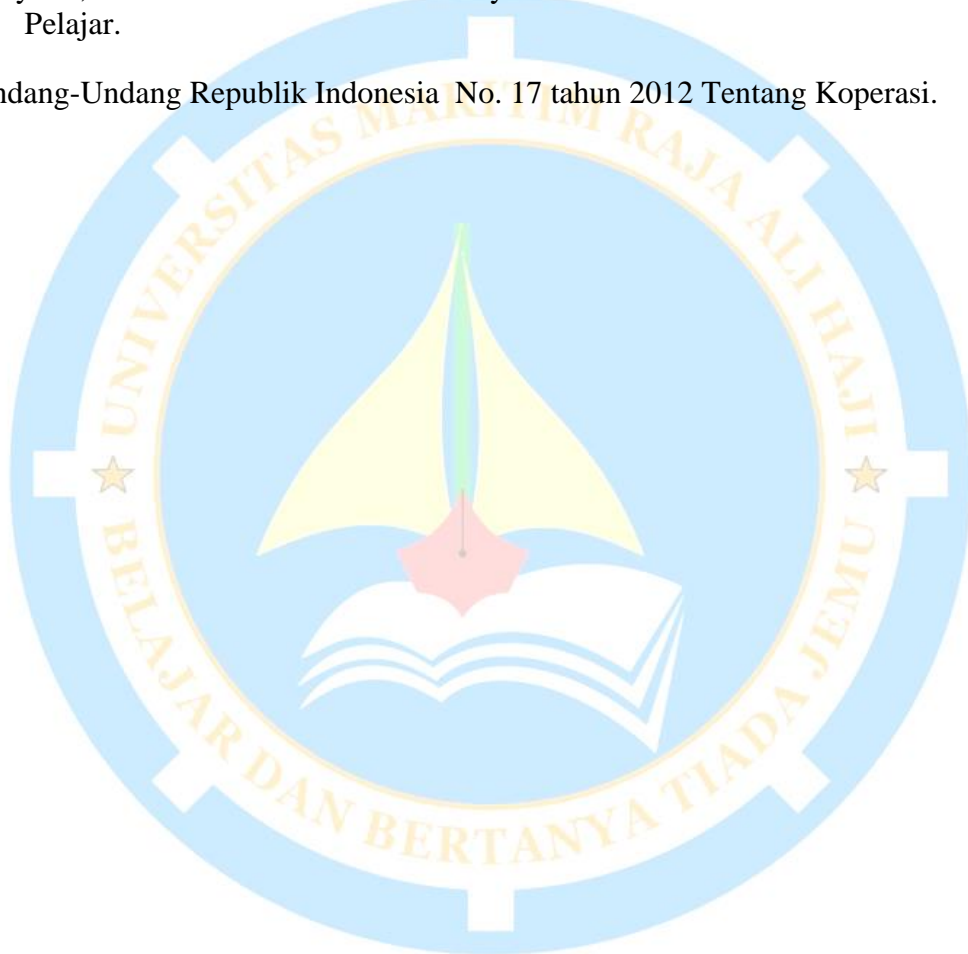 Pelajar.
ndang-Undang Republik Indonesia No. 17 tahun 2012 Tentang Koperasi.
UNIVERSITAS MARITIM RAJA ALI HAJI
BELAJAR DAN BERTANYA TIADA JEMU